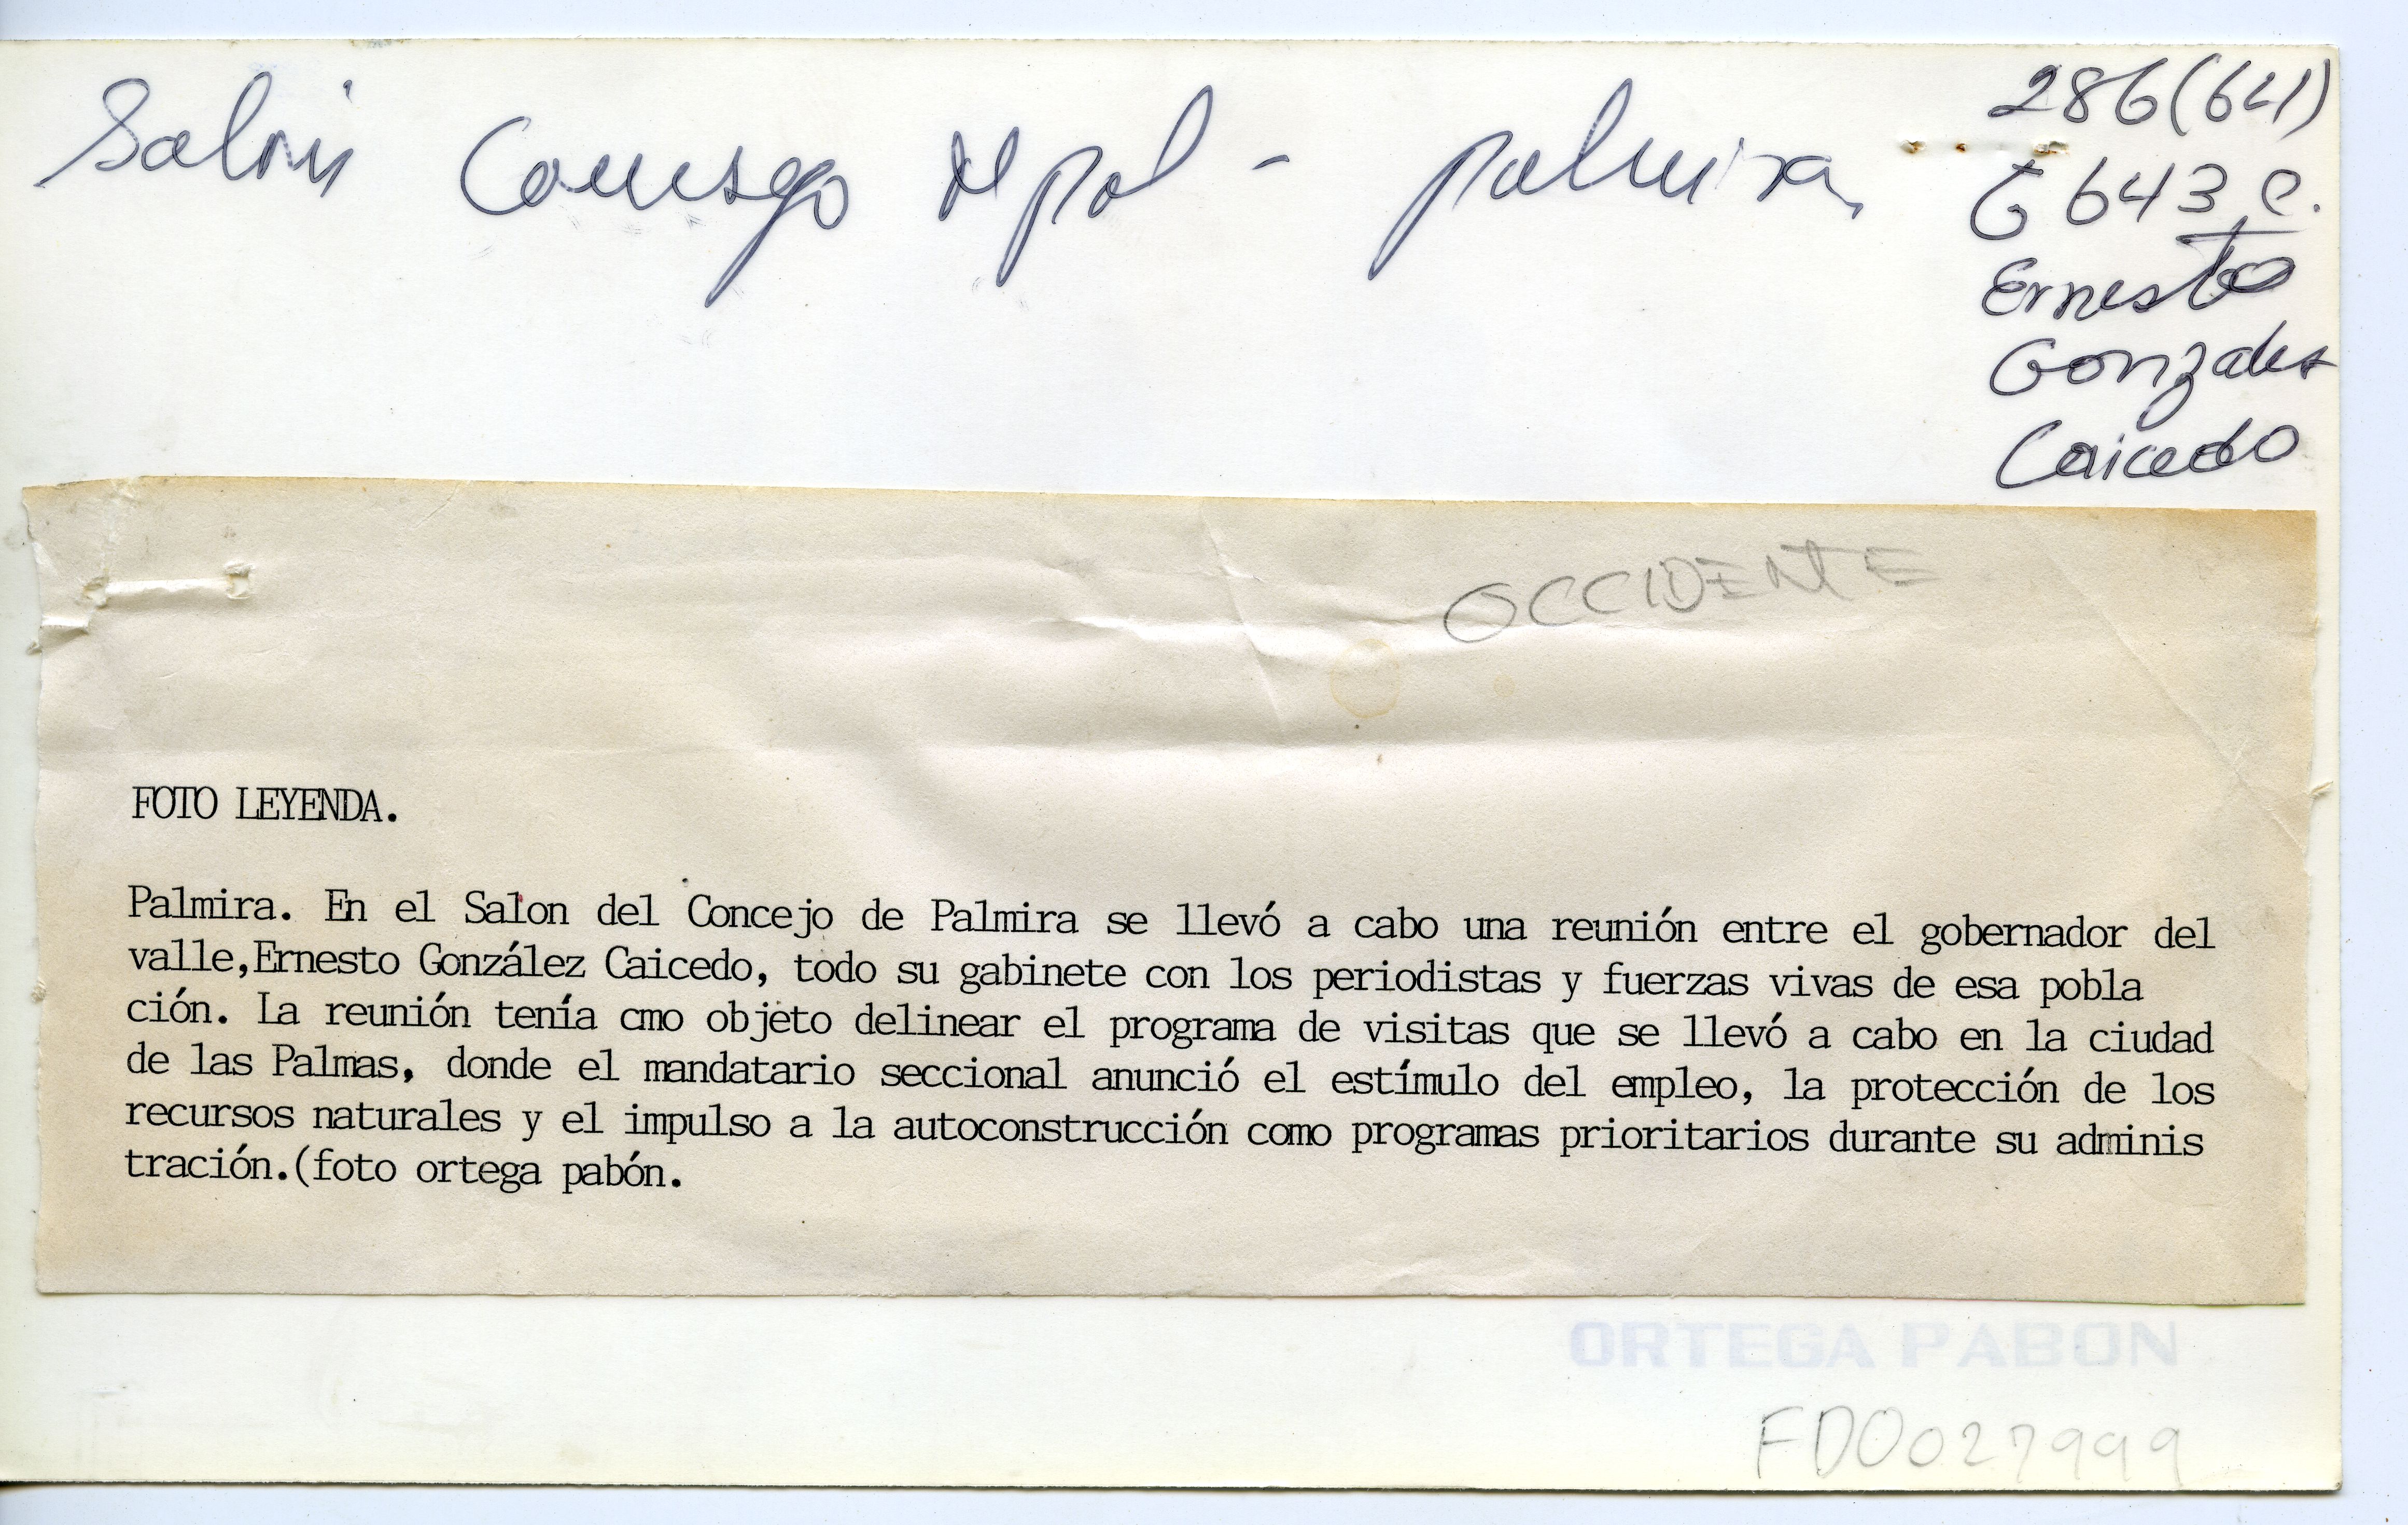 Salón Consejo Mpal - Palmira
286(641)
G643e.
Ernesto
Gonzales
Caicedo
OCCIDENTE
FOTO LEYENDA.
Palmira. En el Salon del Concejo de Palmira se llevó a cabo una reunión entre el gobernador del
valle,Ernesto González Caicedo, todo su gabinete con los periodistas y fuerzas vivas de esa pobla
ción. La reunión tenía cmo objeto delinear el programa de visitas que se llevó a cabo en la ciudad
de las Palmas, donde el mandatario seccional anunció el estímulo del empleo, la protección de los
recursos naturales y el impulso a la autoconstrucción como programas prioritarios durante su adminis
tración.(foto ortega pabón.
ORTEGA PABON
FD0027999